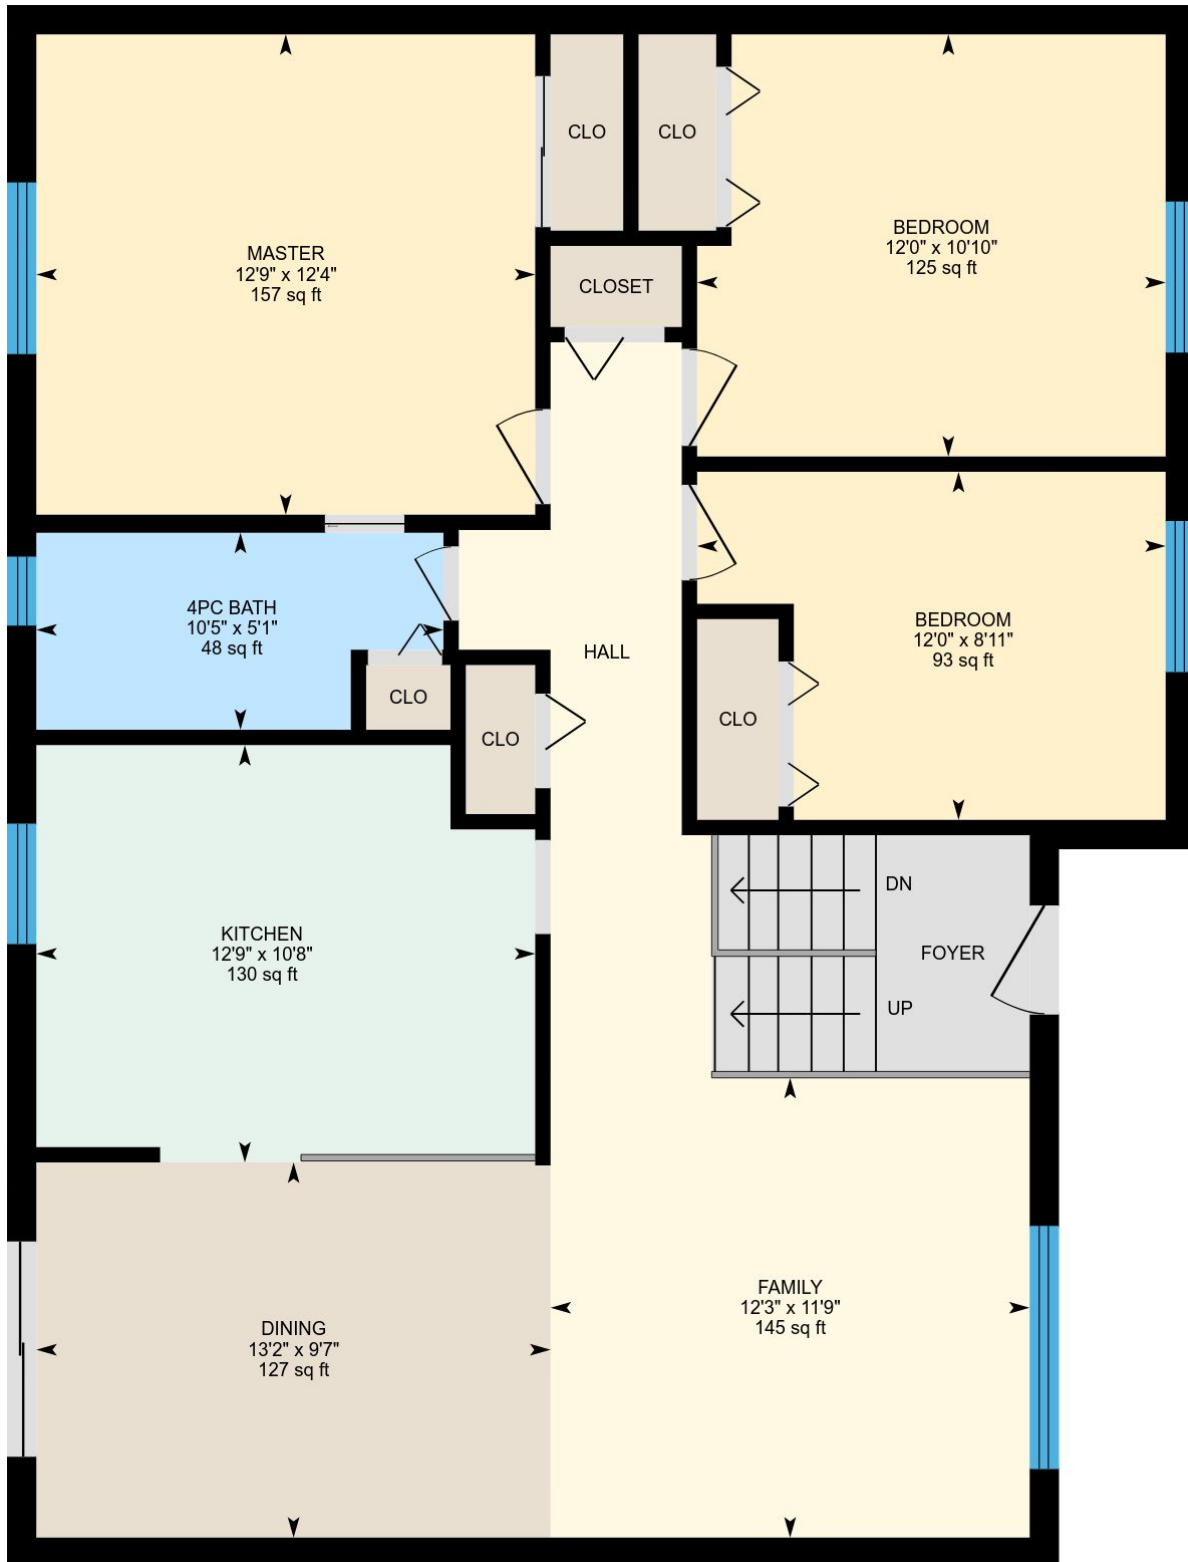 CLO
CLO
MASTER
12'9" x 12'4"
157 sq ft
BEDROOM
12'0" x 10'10"
125 sq ft
CLOSET
4PC BATH
10'5" x 5'1"
48 sq ft
HALL
BEDROOM
12'0" x 8'11"
93 sq ft
CLO
CLO
CLO
KITCHEN
12'9" x 10'8"
130 sq ft
DN
FOYER
UP
DINING
13'2" x 9'7"
127 sq ft
FAMILY
12'3" x 11'9"
145 sq ft